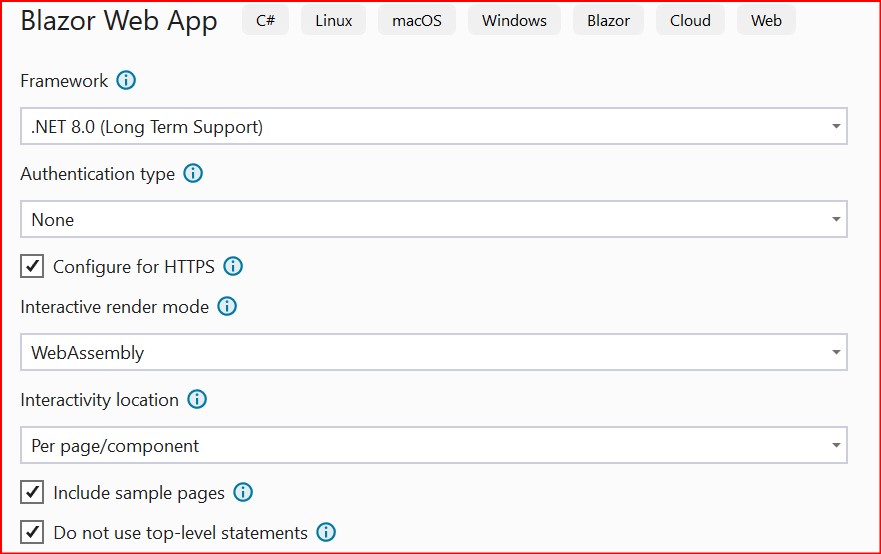 Blazor Web App C# Linux macOS Windows Blazor Cloud Web
Framework
.NET 8.0 (Long Term Support)
Authentication type
None
Configure for HTTPS
Interactive render mode
WebAssembly
Interactivity location
Per page/component
Include sample pages
Do not use top-level statements